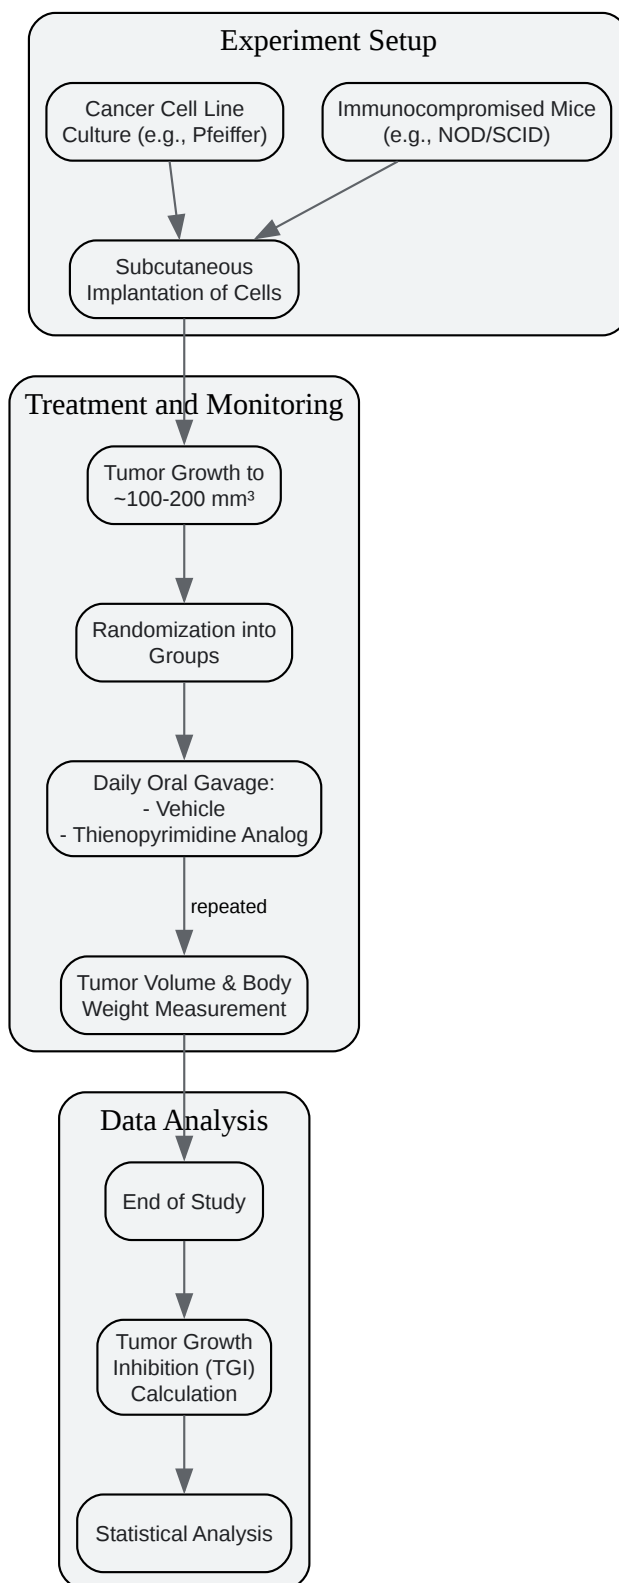 Experiment Setup
Cancer Cell Line
Culture (e.g., Pfeiffer)
Immunocompromised Mice
(e.g., NOD/SCID)
Subcutaneous
Implantation of Cells
Treatment and Monitoring
Tumor Growth to
~100-200 mm³
Randomization into
Groups
Daily Oral Gavage:
- Vehicle
- Thienopyrimidine Analog
repeated
Tumor Volume & Body
Weight Measurement
Data Analysis
End of Study
Tumor Growth
Inhibition (TGI)
Calculation
Statistical Analysis